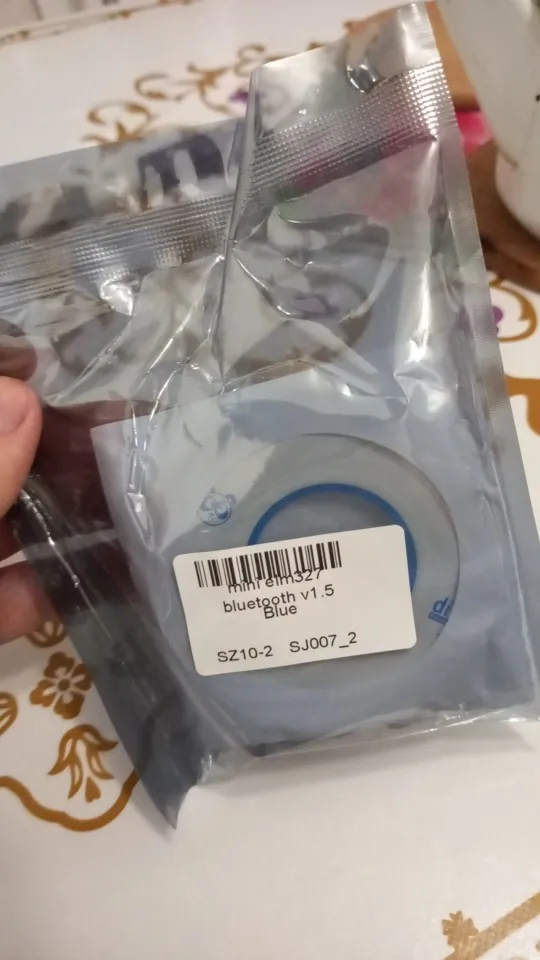 mini elm327
bluetooth v1.5
Blue
SZ10-2 SJ007_2